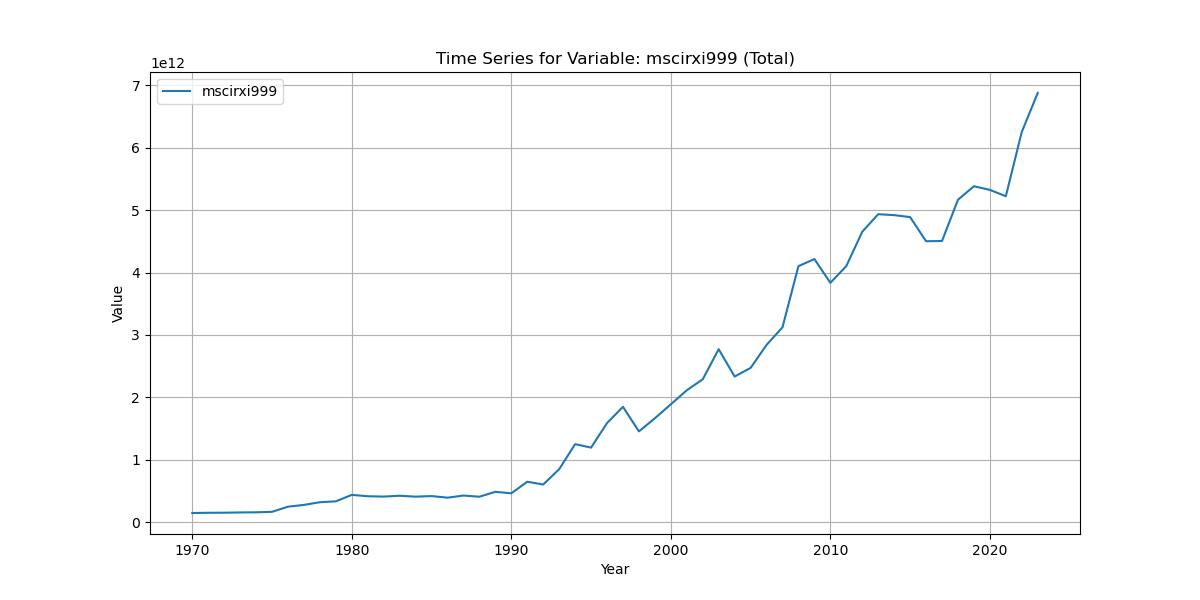 Time Series for Variable: mscirxi999 (Total)
1e12
mscirxi999
7
6
5
4
3
2
1
0
Value
1970 1980 1990 2000 2010 2020
Year